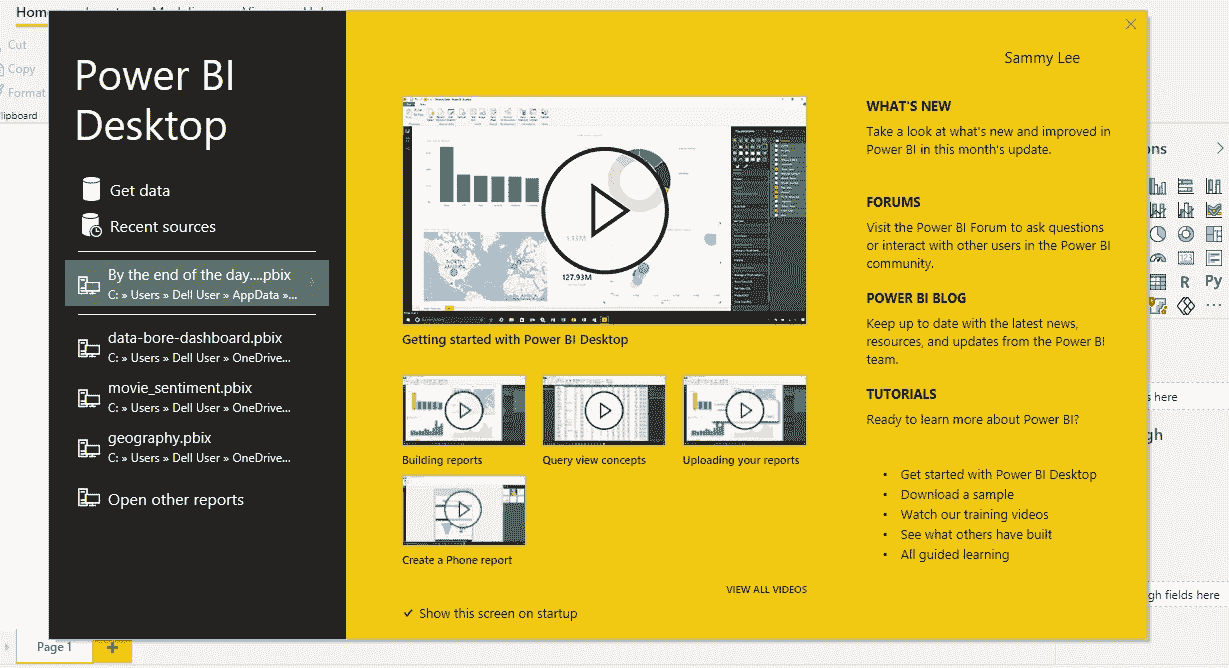 Home
Cut
Copy
Format
lipboard
Power BI
Desktop
Get data
Recent sources
By the end of the day....pbix
C: » Users » Dell User » AppData »...
data-bore-dashboard.pbix
C: » Users » Dell User » OneDrive...
movie_sentiment.pbix
C: » Users » Dell User » OneDrive...
geography.pbix
C: » Users » Dell User » OneDrive...
Open other reports
Sammy Lee
127.93M
Getting started with Power BI Desktop
Building reports
Query view concepts
Uploading your reports
Create a Phone report
VIEW ALL VIDEOS
Show this screen on startup
WHAT'S NEW
Take a look at what's new and improved in
Power BI in this month's update.
FORUMS
Visit the Power BI Forum to ask questions
or interact with other users in the Power BI
community.
POWER BI BLOG
Keep up to date with the latest news,
resources, and updates from the Power BI
team.
TUTORIALS
Ready to learn more about Power BI?
• Get started with Power BI Desktop
• Download a sample
• Watch our training videos
• See what others have built
• All guided learning
ons
R Py
s here
gh
gh fields here
Page 1